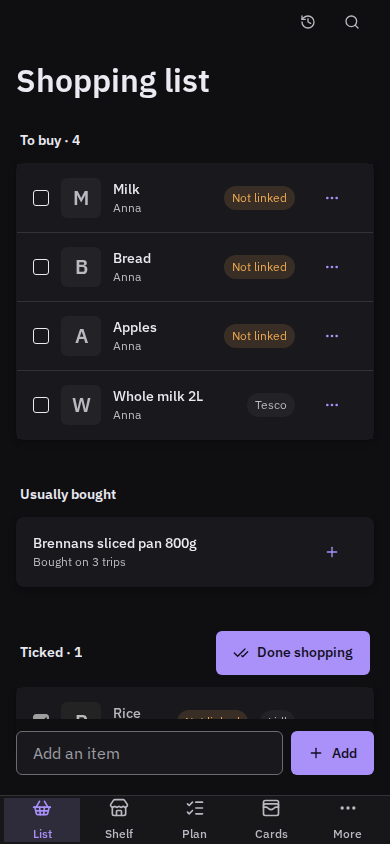 Shopping list
To buy · 4
M
Milk
Anna
Not linked
B
Bread
Anna
Not linked
A
Apples
Anna
Not linked
W
Whole milk 2L
Anna
Tesco
Usually bought
Brennans sliced pan 800g
Bought on 3 trips
Ticked · 1
Done shopping
Rice
Add an item
Add
List
Shelf
Plan
Cards
More